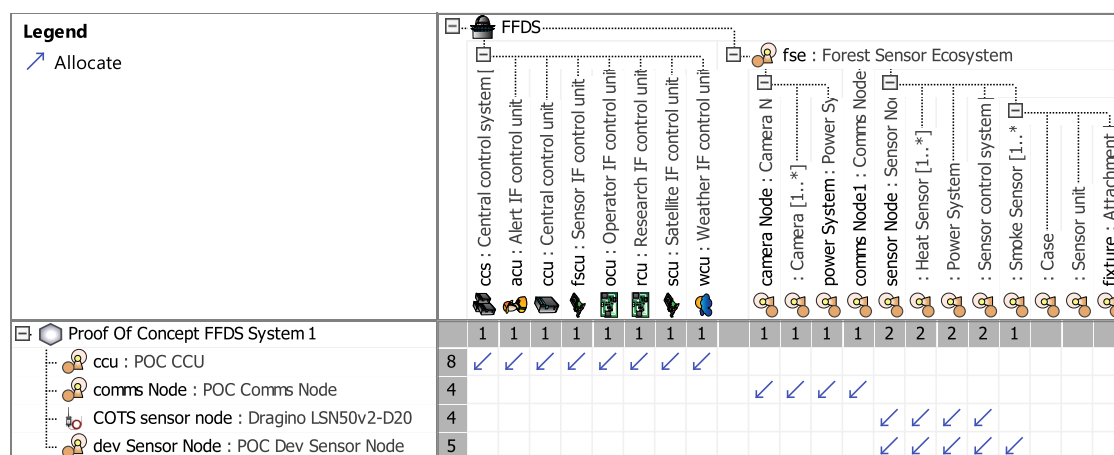 Legend
Allocate
FFDS
fse : Forest Sensor Ecosystem
ccs : Central control system [
acu : Alert IF control unit
ccu : Central control unit
fscu : Sensor IF control unit
ocu : Operator IF control unit
rcu : Research IF control unit
scu : Satellite IF control unit
wcu : Weather IF control unit
camera Node : Camera N
: Camera [1..*]
power System : Power Sy
comms Node1 : Comms Node
sensor Node : Sensor No
: Heat Sensor [1..*]
: Power System
: Sensor control system
: Smoke Sensor [1..*
: Case
: Sensor unit
fixture : Attachment
Proof Of Concept FFDS System 1
1 1 1 1 1 1 1 1 1 1 1 1 2 2 2 2 1
ccu : POC CCU 8
comms Node : POC Comms Node 4
COTS sensor node : Dragino LSN50v2-D20 4
dev Sensor Node : POC Dev Sensor Node 5